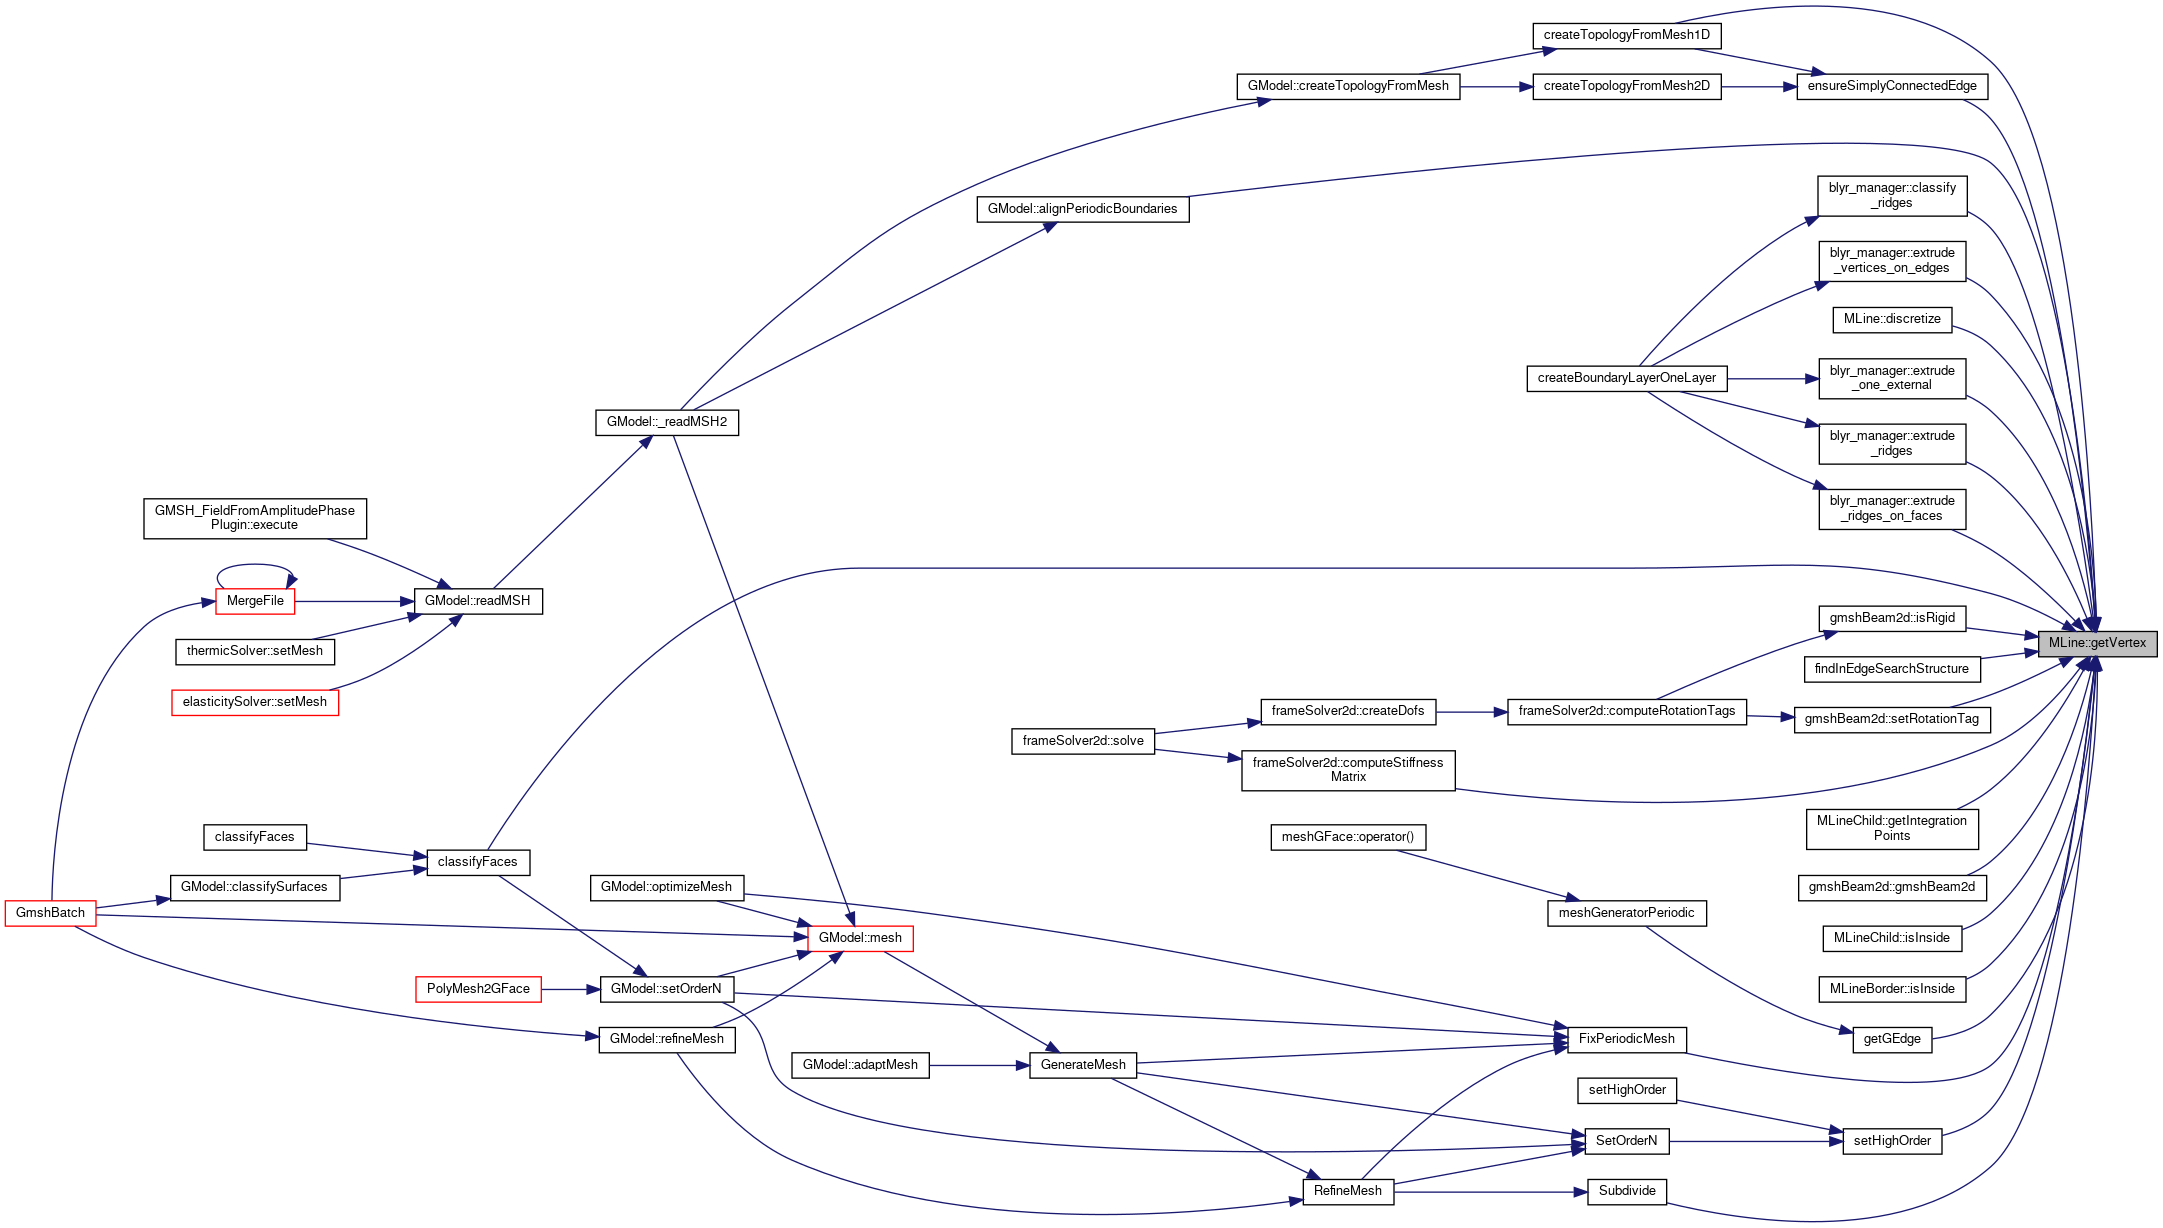 createTopologyFromMesh1D
GModel::createTopologyFromMesh
createTopologyFromMesh2D
ensureSimplyConnectedEdge
blyr_manager::classify
_ridges
GModel::alignPeriodicBoundaries
blyr_manager::extrude
_vertices_on_edges
MLine::discretize
blyr_manager::extrude
_one_external
createBoundaryLayerOneLayer
GModel::_readMSH2
blyr_manager::extrude
_ridges
blyr_manager::extrude
_ridges_on_faces
GMSH_FieldFromAmplitudePhase
Plugin::execute
MergeFile
GModel::readMSH
gmshBeam2d::isRigid
MLine::getVertex
thermicSolver::setMesh
findInEdgeSearchStructure
elasticitySolver::setMesh
frameSolver2d::createDofs
frameSolver2d::computeRotationTags
gmshBeam2d::setRotationTag
frameSolver2d::solve
frameSolver2d::computeStiffness
Matrix
MLineChild::getIntegration
Points
classifyFaces
meshGFace::operator()
classifyFaces
GModel::classifySurfaces
GModel::optimizeMesh
gmshBeam2d::gmshBeam2d
GmshBatch
meshGeneratorPeriodic
GModel::mesh
MLineChild::isInside
PolyMesh2GFace
GModel::setOrderN
MLineBorder::isInside
GModel::refineMesh
FixPeriodicMesh
getGEdge
GModel::adaptMesh
GenerateMesh
setHighOrder
SetOrderN
setHighOrder
RefineMesh
Subdivide